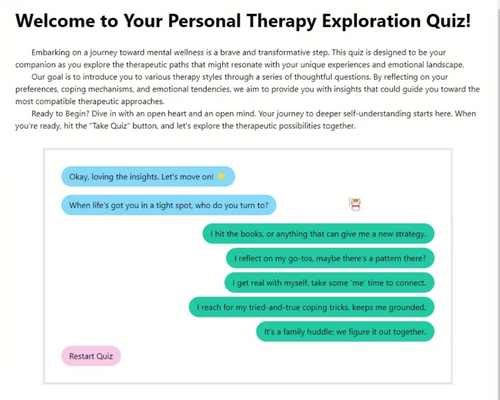 Welcome to Your Personal Therapy Exploration Quiz!
Embarking on a journey toward mental wellness is a brave and transformative step. This quiz is designed to be your
companion as you explore the therapeutic paths that might resonate with your unique experiences and emotional landscape.
Our goal is to introduce you to various therapy styles through a series of thoughtful questions. By reflecting on your
preferences, coping mechanisms, and emotional tendencies, we aim to provide you with insights that could guide you toward the
most compatible therapeutic approaches.
Ready to Begin? Dive in with an open heart and an open mind. Your journey to deeper self-understanding starts here. When
you're ready, hit the "Take Quiz" button, and let's explore the therapeutic possibilities together.
Okay, loving the insights. Let's move on!
When life's got you in a tight spot, who do you turn to?
I hit the books, or anything that can give me a new strategy.
I reflect on my go-tos, maybe there's a pattern there?
I get real with myself, take some 'me' time to connect.
I reach for my tried-and-true coping tricks, keeps me grounded.
It's a family huddle; we figure it out together.
Restart Quiz